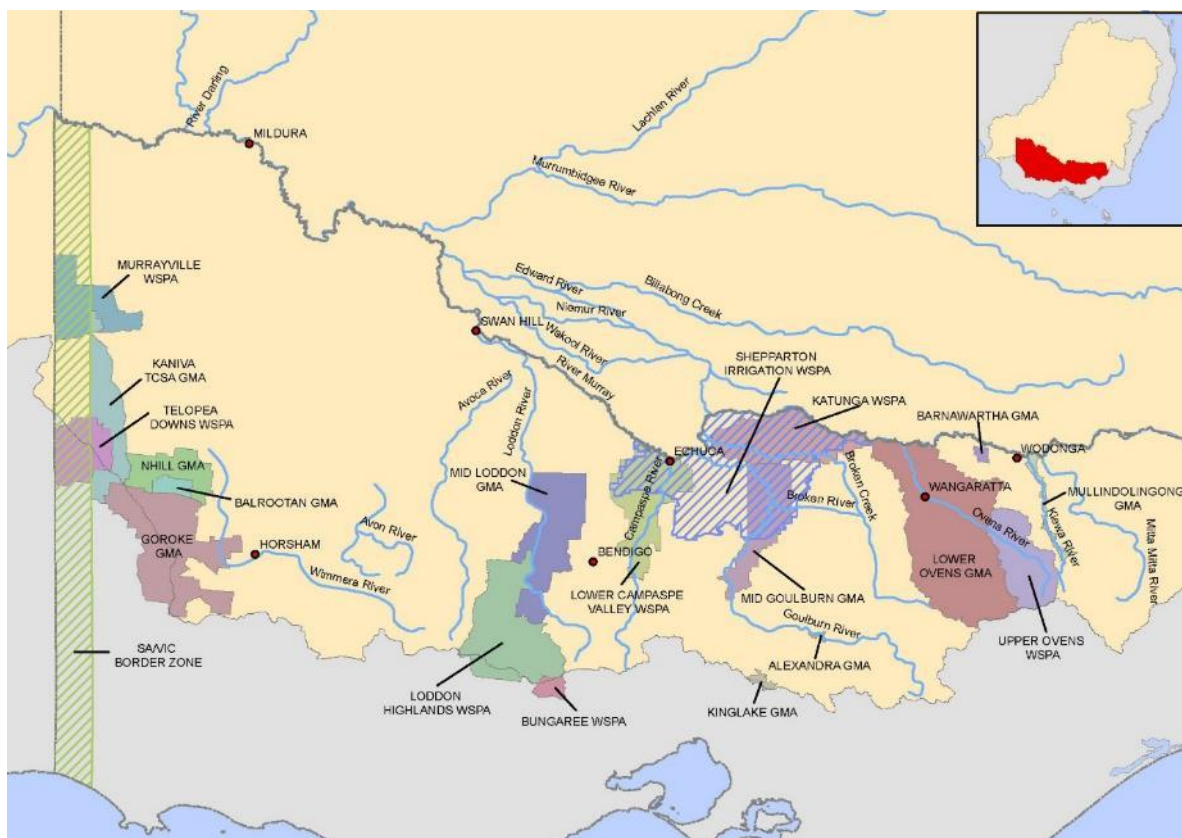 River Darling
MILDURA
Lachlan River
Murrumbidgee River
MURRAYVILLE
WSPA
Edward River
Billabong Creek
Niemur River
SWAN HILL
Wakool River
River Murray
KANIVA
TCSA GMA
SHEPPARTON
IRRIGATION WSPA
Avoca River
Loddon River
KATUNGA WSPA
TELOPEA
DOWNS WSPA
BARNAWARTHA GMA
WODONGA
NHILL GMA
ECHUCA
MID LODDON
GMA
Campaspe River
Broken River
Broken Creek
WANGARATTA
MULLINDOLINGONG
GMA
BALROOTAN GMA
Ovens River
Kiewa River
Mitta Mitta River
Avon River
GOROKE
GMA
HORSHAM
BENDIGO
LOWER
OVENS GMA
Wimmera River
LOWER CAMPASPE
VALLEY WSPA
MID GOULBURN GMA
Goulburn River
UPPER OVENS
WSPA
SA/VIC
BORDER ZONE
ALEXANDRA GMA
LODDON
HIGHLANDS WSPA
BUNGAREE WSPA
KINGLAKE GMA